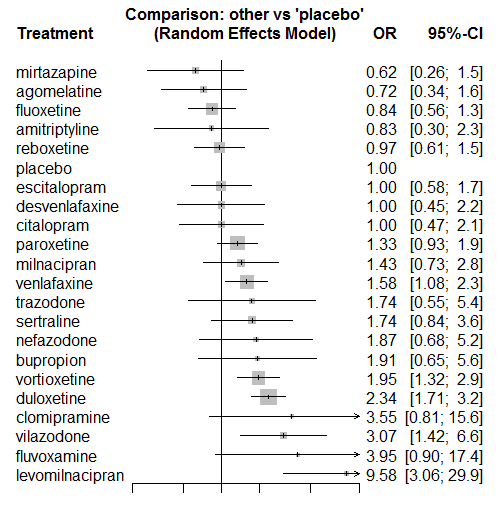 Comparison: other vs 'placebo'
Treatment (Random Effects Model) OR 95%-CI
mirtazapine 0.62 [0.26; 1.5]
agomelatine 0.72 [0.34; 1.6]
fluoxetine 0.84 [0.56; 1.3]
amitriptyline 0.83 [0.30; 2.3]
reboxetine 0.97 [0.61; 1.5]
placebo 1.00
escitalopram 1.00 [0.58; 1.7]
desvenlafaxine 1.00 [0.45; 2.2]
citalopram 1.00 [0.47; 2.1]
paroxetine 1.33 [0.93; 1.9]
milnacipran 1.43 [0.73; 2.8]
venlafaxine 1.58 [1.08; 2.3]
trazodone 1.74 [0.55; 5.4]
sertraline 1.74 [0.84; 3.6]
nefazodone 1.87 [0.68; 5.2]
bupropion 1.91 [0.65; 5.6]
vortioxetine 1.95 [1.32; 2.9]
duloxetine 2.34 [1.71; 3.2]
clomipramine 3.55 [0.81; 15.6]
vilazodone 3.07 [1.42; 6.6]
fluvoxamine 3.95 [0.90; 17.4]
levomilnacipran 9.58 [3.06; 29.9]